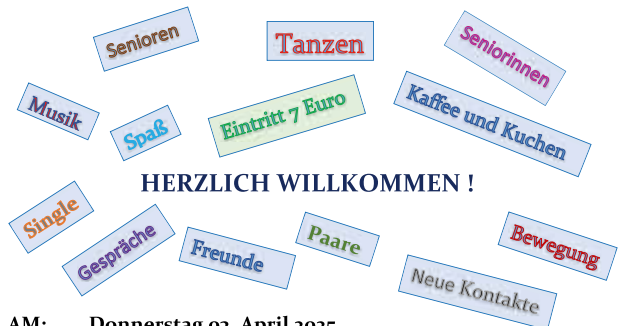 Senioren
Tanzen
Seniorinnen
Musik
Spaß
Eintritt 7 Euro
Kaffee und Kuchen
HERZLICH WILLKOMMEN !
Single
Gespräche
Freunde
Paare
Bewegung
Neue Kontakte
AM: Donnerstag April